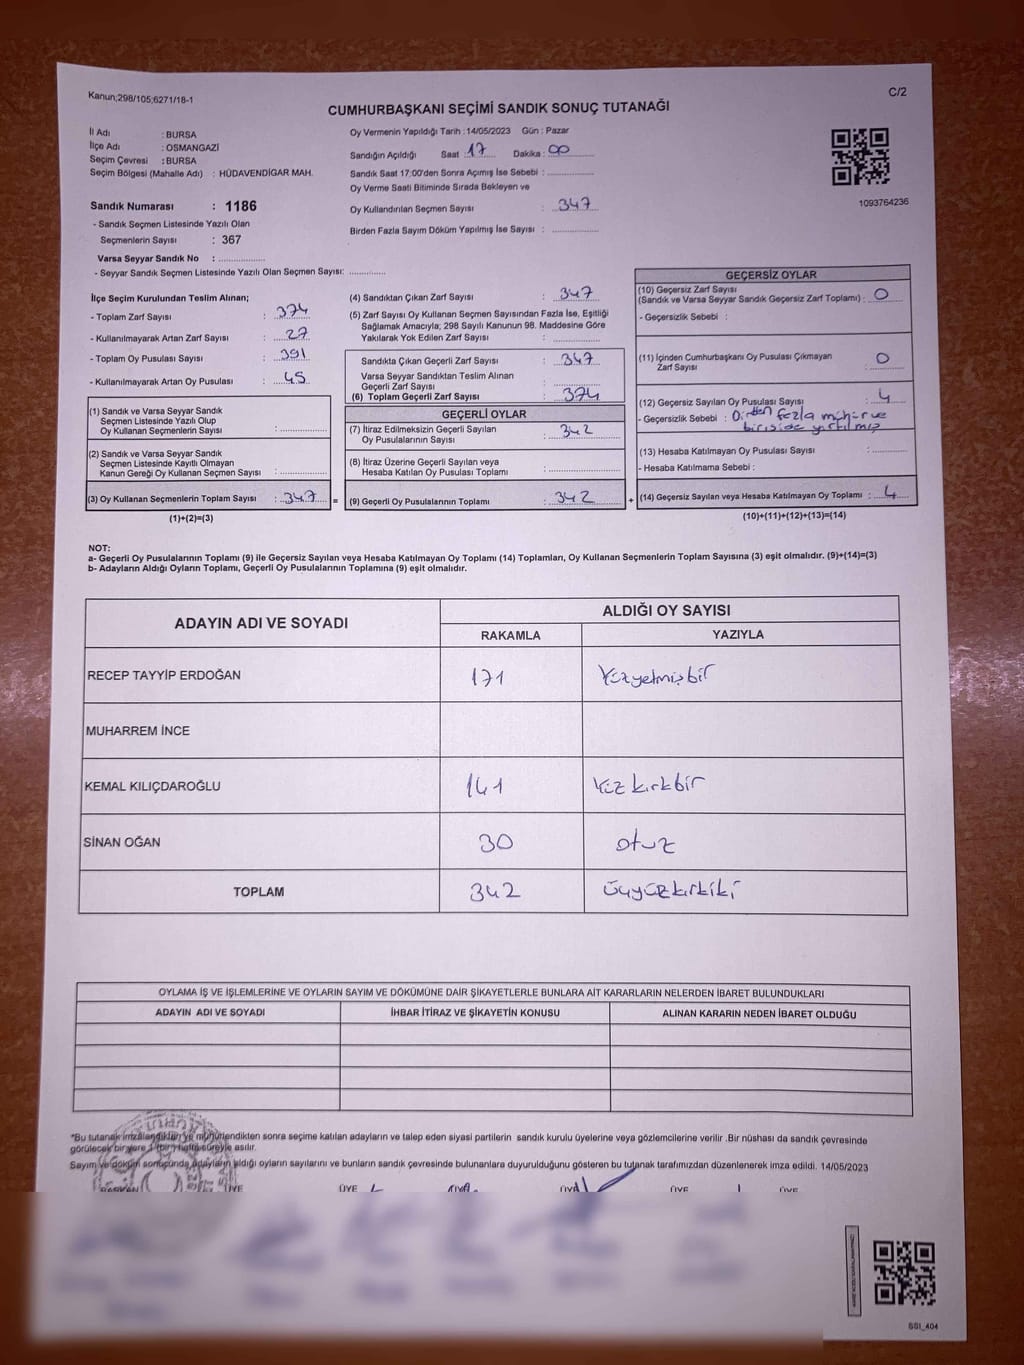 Kanun;298/105;6271/18-1
C/2
CUMHURBAŞKANI SEÇİMİ SANDIK SONUÇ TUTANAĞI
İl Adı : BURSA
İlçe Adı : OSMANGAZİ
Seçim Çevresi : BURSA
Seçim Bölgesi (Mahalle Adı) : HÜDAVENDİGAR MAH.
Sandık Numarası : 1186
- Sandık Seçmen Listesinde Yazılı Olan
Seçmenlerin Sayısı : 367
Varsa Seyyar Sandık No :
- Seyyar Sandık Seçmen Listesinde Yazılı Olan Seçmen Sayısı:
Oy Vermenin Yapıldığı Tarih : 14/05/2023 Gün : Pazar
Sandığın Açıldığı Saat : 17 Dakika : 00
Sandık Saat 17:00'den Sonra Açımış İse Sebebi :
Oy Verme Saati Bitiminde Sırada Bekleyen ve
Oy Kullandırılan Seçmen Sayısı : 347
Birden Fazla Sayım Döküm Yapılmış İse Sayısı :
1093764236
İlçe Seçim Kurulundan Teslim Alınan;
- Toplam Zarf Sayısı : 374
- Kullanılmayarak Artan Zarf Sayısı : 27
- Toplam Oy Pusulası Sayısı : 391
- Kullanılmayarak Artan Oy Pusulası : 45
(1) Sandık ve Varsa Seyyar Sandık
Seçmen Listesinde Yazılı Olup
Oy Kullanan Seçmenlerin Sayısı :
(2) Sandık ve Varsa Seyyar Sandık
Seçmen Listesinde Kayıtlı Olmayan
Kanun Gereği Oy Kullanan Seçmen Sayısı :
(3) Oy Kullanan Seçmenlerin Toplam Sayısı : 347 =
(1)+(2)=(3)
(4) Sandıktan Çıkan Zarf Sayısı : 347
(5) Zarf Sayısı Oy Kullanan Seçmen Sayısından Fazla İse, Eşitliği
Sağlamak Amacıyla; 298 Sayılı Kanunun 98. Maddesine Göre
Yakılarak Yok Edilen Zarf Sayısı :
Sandıkta Çıkan Geçerli Zarf Sayısı : 347
Varsa Seyyar Sandıktan Teslim Alınan
Geçerli Zarf Sayısı :
(6) Toplam Geçerli Zarf Sayısı : 374
GEÇERLİ OYLAR
(7) İtiraz Edilmeksizin Geçerli Sayılan
Oy Pusulalarının Sayısı : 342
(8) İtiraz Üzerine Geçerli Sayılan veya
Hesaba Katılan Oy Pusulası Toplamı :
(9) Geçerli Oy Pusulalarının Toplamı : 342 +
GEÇERSİZ OYLAR
(10) Geçersiz Zarf Sayısı
(Sandık ve Varsa Seyyar Sandık Geçersiz Zarf Toplamı) : 0
- Geçersizlik Sebebi :
(11) İçinden Cumhurbaşkanı Oy Pusulası Çıkmayan
Zarf Sayısı : 0
(12) Geçersiz Sayılan Oy Pusulası Sayısı : 4
- Geçersizlik Sebebi : Birden fazla mühür ve
biriside yırtılmış
(13) Hesaba Katılmayan Oy Pusulası Sayısı :
- Hesaba Katılmama Sebebi :
(14) Geçersiz Sayılan veya Hesaba Katılmayan Oy Toplamı : 4
(10)+(11)+(12)+(13)=(14)
NOT:
a- Geçerli Oy Pusulalarının Toplamı (9) ile Geçersiz Sayılan veya Hesaba Katılmayan Oy Toplamı (14) Toplamları, Oy Kullanan Seçmenlerin Toplam Sayısına (3) eşit olmalıdır. (9)+(14)=(3)
b- Adayların Aldığı Oyların Toplamı, Geçerli Oy Pusulalarının Toplamına (9) eşit olmalıdır.
ADAYIN ADI VE SOYADI ALDIĞI OY SAYISI
RAKAMLA YAZIYLA
RECEP TAYYİP ERDOĞAN 171 Yüzyetmişbir
MUHARREM İNCE
KEMAL KILIÇDAROĞLU 141 Yüz kırkbir
SİNAN OĞAN 30 otuz
TOPLAM 342 üçyüzkırkiki
OYLAMA İŞ VE İŞLEMLERİNE VE OYLARIN SAYIM VE DÖKÜMÜNE DAİR ŞİKAYETLERLE BUNLARA AİT KARARLARIN NELERDEN İBARET BULUNDUKLARI
ADAYIN ADI VE SOYADI İHBAR İTİRAZ VE ŞİKAYETİN KONUSU ALINAN KARARIN NEDEN İBARET OLDUĞU
*Bu tutanak imzalandıktan ve mühürlendikten sonra seçime katılan adayların ve talep eden siyasi partilerin sandık kurulu üyelerine veya gözlemcilerine verilir .Bir nüshası da sandık çevresinde
görülecek bir yere 1 (bir) hafta süreyle asılır.
Sayım ve döküm sonucunda adayların aldığı oyların sayılarını ve bunların sandık çevresinde bulunanlara duyurulduğunu gösteren bu tutanak tarafımızdan düzenlenerek imza edildi. 14/05/2023
BAŞKAN ÜYE ÜYE ÜYE ÜYE ÜYE ÜYE
SSI_404